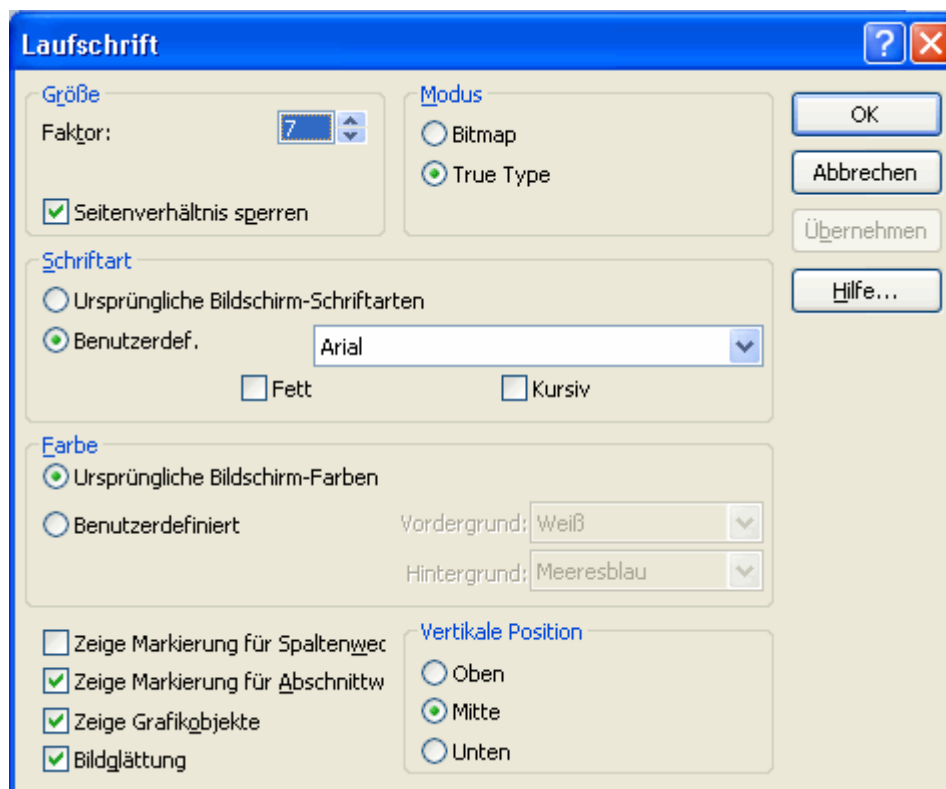 Laufschrift
Größe
Faktor:
7
Seitenverhältnis sperren
Modus
Bitmap
True Type
OK
Abbrechen
Übernehmen
Hilfe...
Schriftart
Ursprüngliche Bildschirm-Schriftarten
Benutzerdef.
Arial
Fett
Kursiv
Farbe
Ursprüngliche Bildschirm-Farben
Benutzerdefiniert
Vordergrund: Weiß
Hintergrund: Meeresblau
Zeige Markierung für Spaltenwec
Zeige Markierung für Abschnittw
Zeige Grafikobjekte
Bildglättung
Vertikale Position
Oben
Mitte
Unten